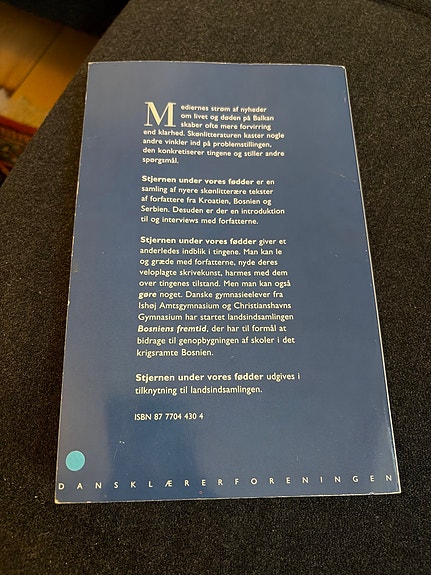 Mediernes strøm af nyheder
om livet og døden på Balkan
skaber ofte mere forvirring
end klarhed. Skønlitteraturen kaster nogle
andre vinkler ind på problemstillingen,
den konkretiserer tingene og stiller andre
spørgsmål.
Stjernen under vores fødder er en
samling af nyere skønlitterære tekster
af forfattere fra Kroatien, Bosnien og
Serbien. Desuden er der en introduktion
til og interviews med forfatterne.
Stjernen under vores fødder giver et
anderledes indblik i tingene. Man kan le
og græde med forfatterne, nyde deres
veloplagte skrivekunst, harmes med dem
over tingenes tilstand. Men man kan også
gøre noget. Danske gymnasieelever fra
Ishøj Amtsgymnasium og Christianshavns
Gymnasium har startet landsindsamlingen
Bosniens fremtid, der har til formål at
bidrage til genopbygningen af skoler i det
krigsramte Bosnien.
Stjernen under vores fødder udgives i
tilknytning til landsindsamlingen.
ISBN 87 7704 430 4
DANSKLÆRERFORENINGEN